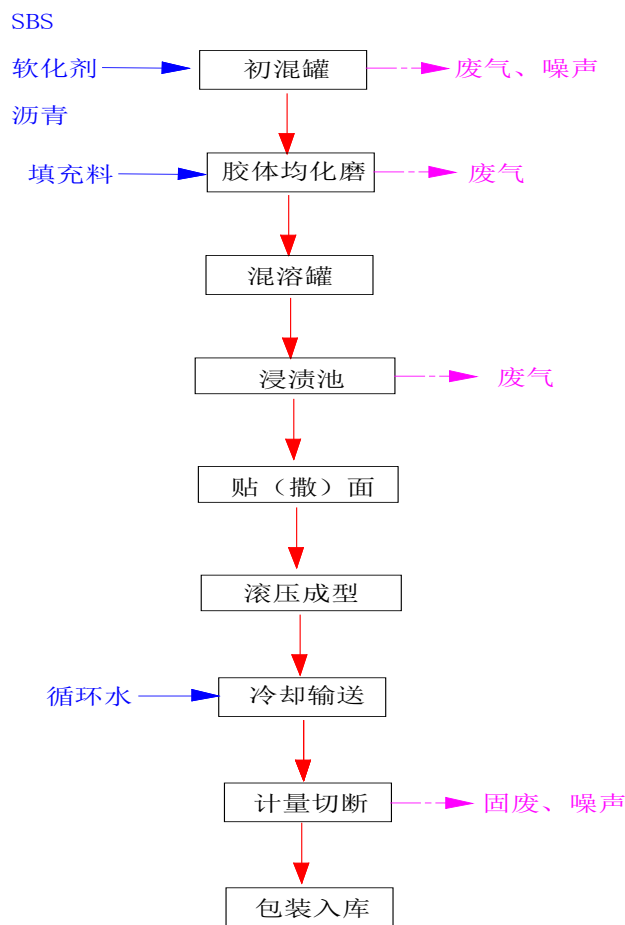 SBS
软化剂
初混罐
废气、噪声
沥青
填充料
胶体均化磨
废气
混溶罐
浸渍池
废气
贴（撒）面
滚压成型
循环水
冷却输送
计量切断
固废、噪声
包装入库